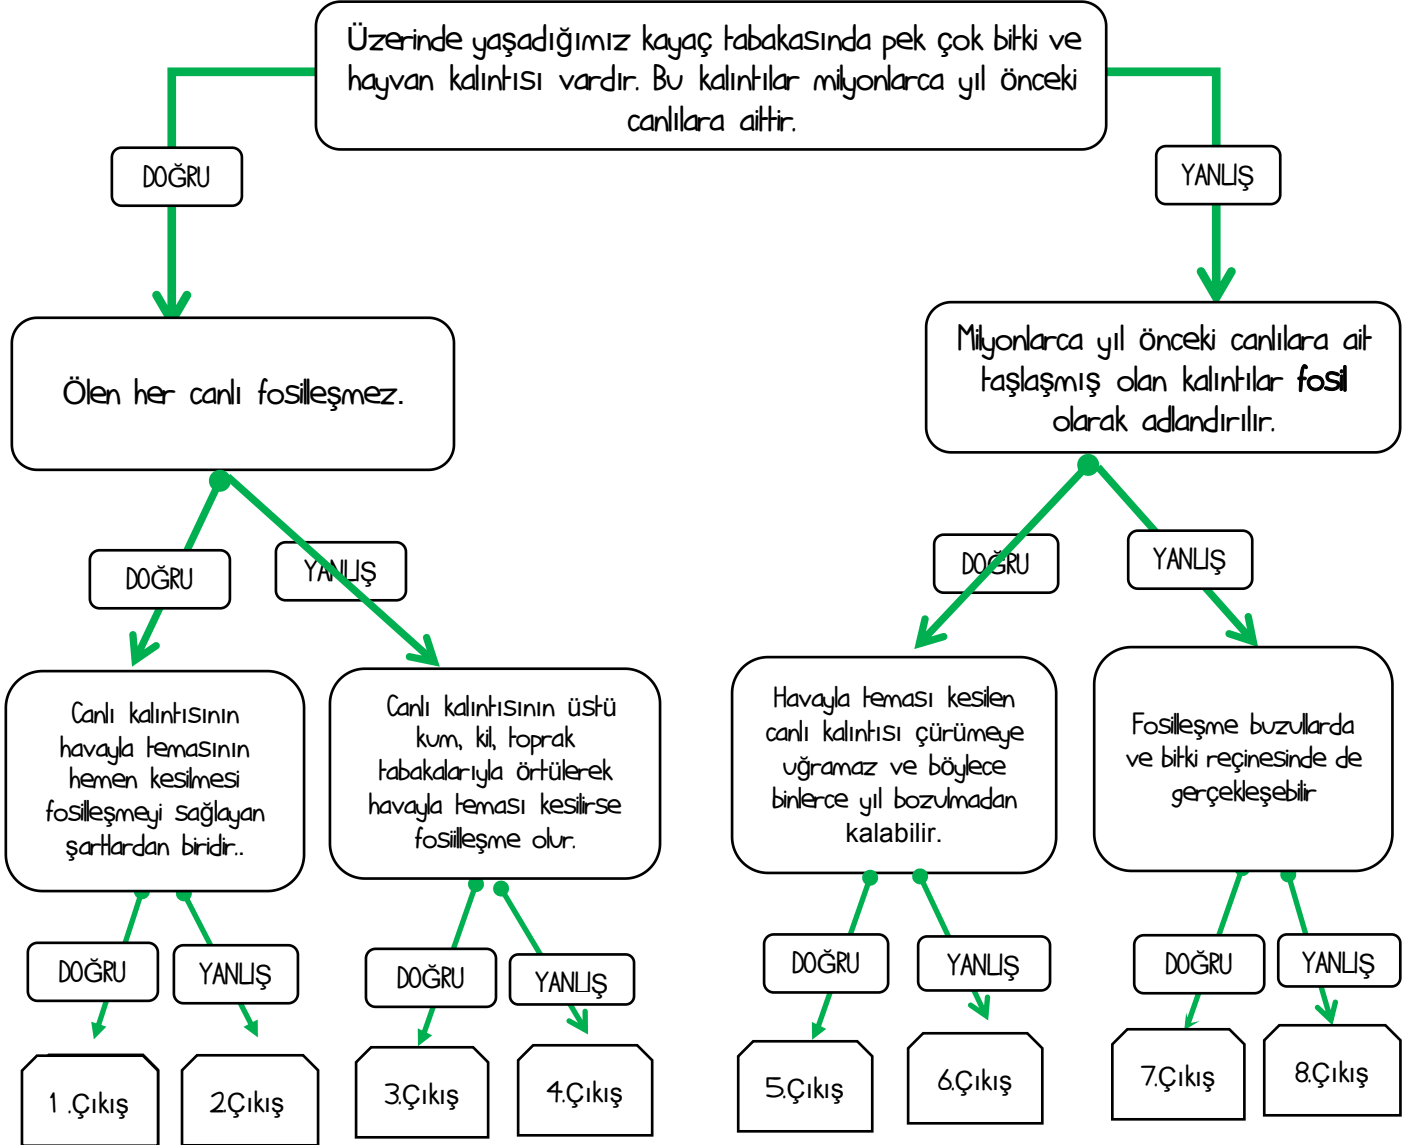 Üzerinde yaşadığımız kayaç tabakasında pek çok bitki ve
hayvan kalıntısı vardır. Bu kalıntılar milyonlarca yıl önceki
canlılara aittir.
DOĞRU
YANLIŞ
Ölen her canlı fosilleşmez.
Milyonlarca yıl önceki canlılara ait
taşlaşmış olan kalıntılar fosil
olarak adlandırılır.
DOĞRU
YANLIŞ
DOĞRU
YANLIŞ
Canlı kalıntısının
havayla temasının
hemen kesilmesi
fosilleşmeyi sağlayan
şartlardan biridir..
Canlı kalıntısının üstü
kum, kil, toprak
tabakalarıyla örtülerek
havayla teması kesilirse
fosiilleşme olur.
Havayla teması kesilen
canlı kalıntısı çürümeye
uğramaz ve böylece
binlerce yıl bozulmadan
kalabilir.
Fosilleşme buzullarda
ve bitki reçinesinde de
gerçekleşebilir
DOĞRU
YANLIŞ
DOĞRU
YANLIŞ
DOĞRU
YANLIŞ
DOĞRU
YANLIŞ
1 .Çıkış
2Çıkış
3.Çıkış
4.Çıkış
5.Çıkış
6.Çıkış
7.Çıkış
8.Çıkış